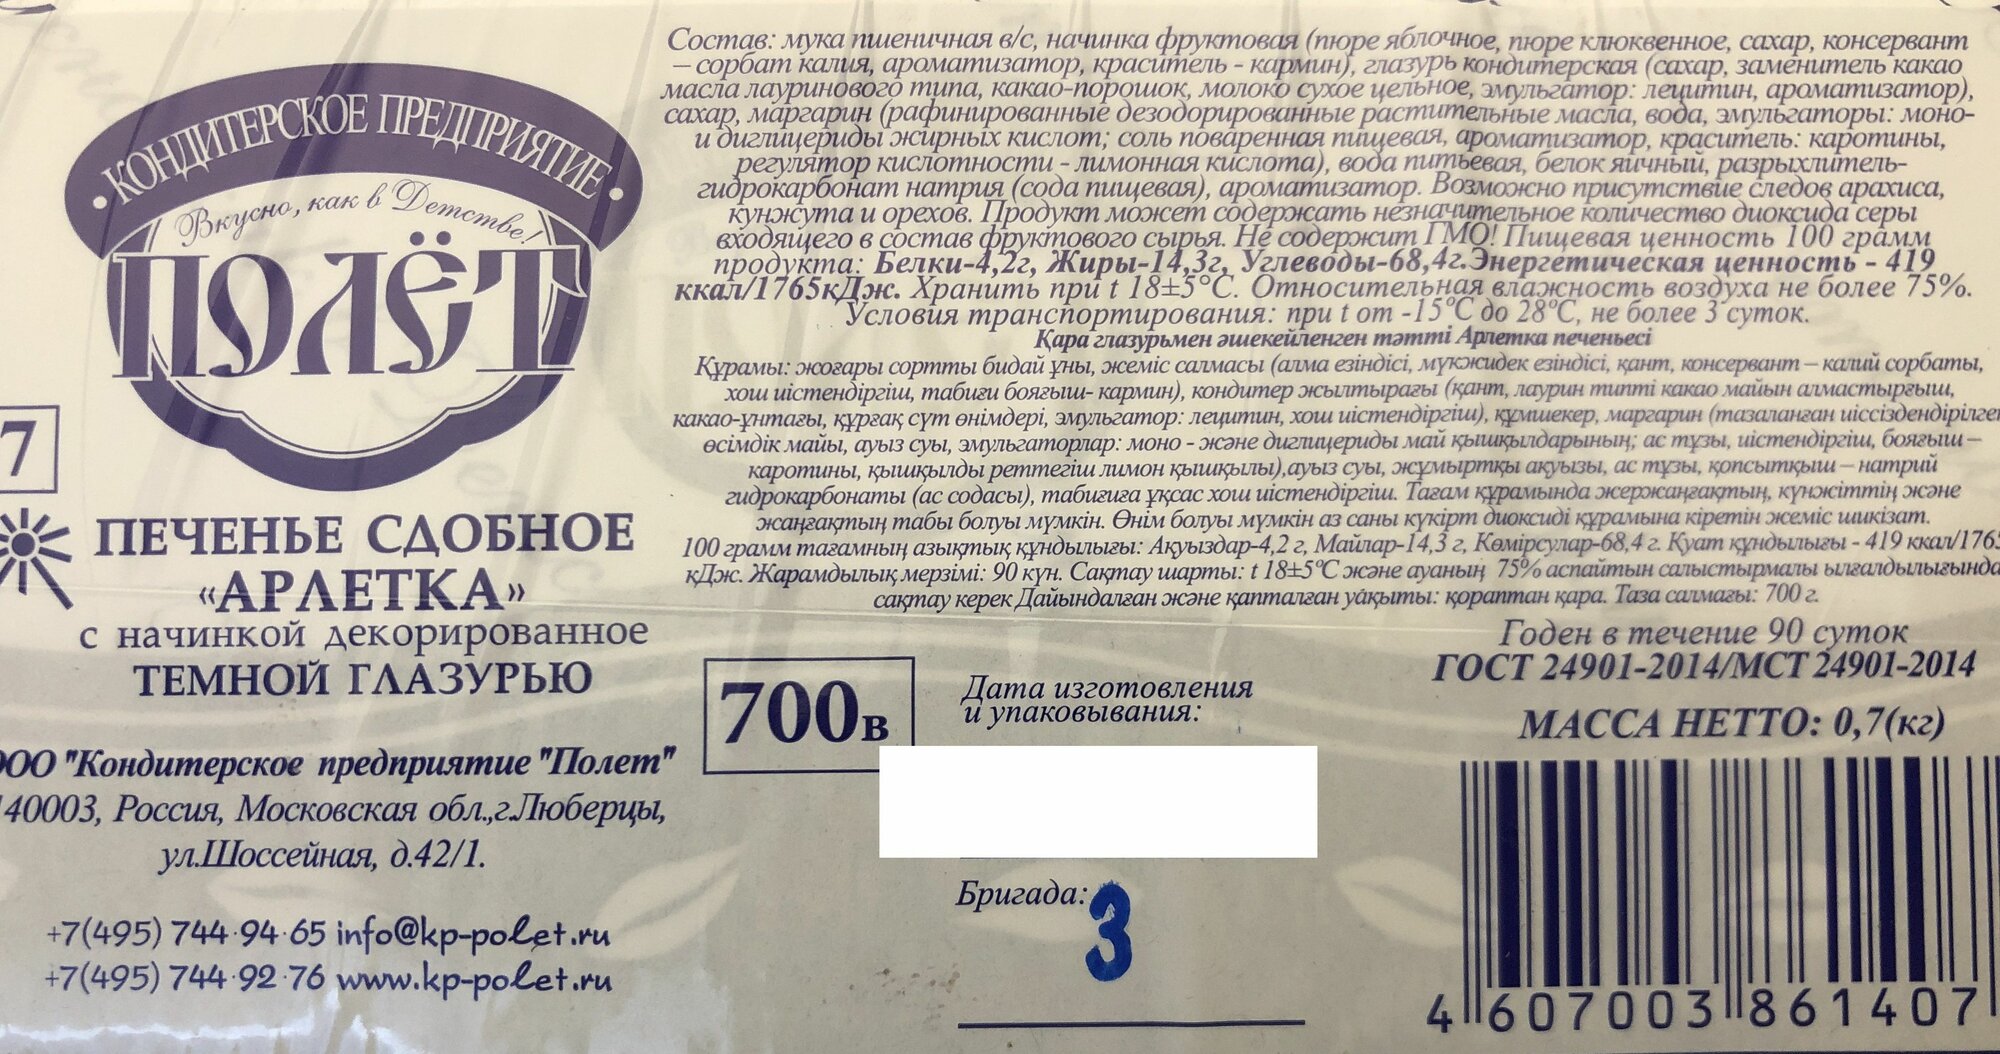 · КОНДИТЕРСКОЕ ПРЕДПРИЯТИЕ ·
Вкусно, как в Детстве!
ПОЛЁТ
7
ПЕЧЕНЬЕ СДОБНОЕ
«АРЛЕТКА»
с начинкой декорированное
ТЕМНОЙ ГЛАЗУРЬЮ
ООО "Кондитерское предприятие "Полет"
140003, Россия, Московская обл.,г.Люберцы,
ул.Шоссейная, д.42/1.
+7(495) 744·94·65 info@kp-polet.ru
+7(495) 744·92·76 www.kp-polet.ru
Состав: мука пшеничная в/с, начинка фруктовая (пюре яблочное, пюре клюквенное, сахар, консервант
– сорбат калия, ароматизатор, краситель - кармин), глазурь кондитерская (сахар, заменитель какао
масла лауринового типа, какао-порошок, молоко сухое цельное, эмульгатор: лецитин, ароматизатор),
сахар, маргарин (рафинированные дезодорированные растительные масла, вода, эмульгаторы: моно-
и диглицериды жирных кислот; соль поваренная пищевая, ароматизатор, краситель: каротины,
регулятор кислотности - лимонная кислота), вода питьевая, белок яичный, разрыхлитель-
гидрокарбонат натрия (сода пищевая), ароматизатор. Возможно присутствие следов арахиса,
кунжута и орехов. Продукт может содержать незначительное количество диоксида серы
входящего в состав фруктового сырья. Не содержит ГМО! Пищевая ценность 100 грамм
продукта: Белки-4,2г, Жиры-14,3г, Углеводы-68,4г.Энергетическая ценность - 419
ккал/1765кДж. Хранить при t 18±5°С. Относительная влажность воздуха не более 75%.
Условия транспортирования: при t от -15°С до 28°С, не более 3 суток.
Қара глазурьмен әшекейленген тәтті Арлетка печеньесі
Құрамы: жоғары сортты бидай ұны, жеміс салмасы (алма езіндісі, мүкжидек езіндісі, қант, консервант – калий сорбаты,
хош иістендіргіш, табиғи бояғыш- кармин), кондитер жылтырағы (қант, лаурин типті какао майын алмастырғыш,
какао-ұнтағы, құрғақ сүт өнімдері, эмульгатор: лецитин, хош иістендіргіш), құмшекер, маргарин (тазаланған иіссіздендірілген
өсімдік майы, ауыз суы, эмульгаторлар: моно - және диглицериды май қышқылдарының; ас тұзы, иістендіргіш, бояғыш –
каротины, қышқылды реттегіш лимон қышқылы),ауыз суы, жұмыртқы ақуызы, ас тұзы, қопсытқыш – натрий
гидрокарбонаты (ас содасы), табиғиға ұқсас хош иістендіргіш. Тағам құрамында жержаңғақтың, күнжіттің және
жаңғақтың табы болуы мүмкін. Өнім болуы мүмкін аз саны күкірт диоксиді құрамына кіретін жеміс шикізат.
100 грамм тағамның азықтық құндылығы: Ақуыздар-4,2 г, Майлар-14,3 г, Көмірсулар-68,4 г. Қуат құндылығы - 419 ккал/1765
қДж. Жарамдылық мерзімі: 90 күн. Сақтау шарты: t 18±5°С және ауаның 75% аспайтын салыстырмалы ылғалдылығында
сақтау керек Дайындалған және қапталған уақыты: қораптан қара. Таза салмағы: 700 г.
Годен в течение 90 суток
ГОСТ 24901-2014/МСТ 24901-2014
700в
Дата изготовления
и упаковывания:
МАССА НЕТТО: 0,7(кг)
Бригада: 3
4 607003 861407